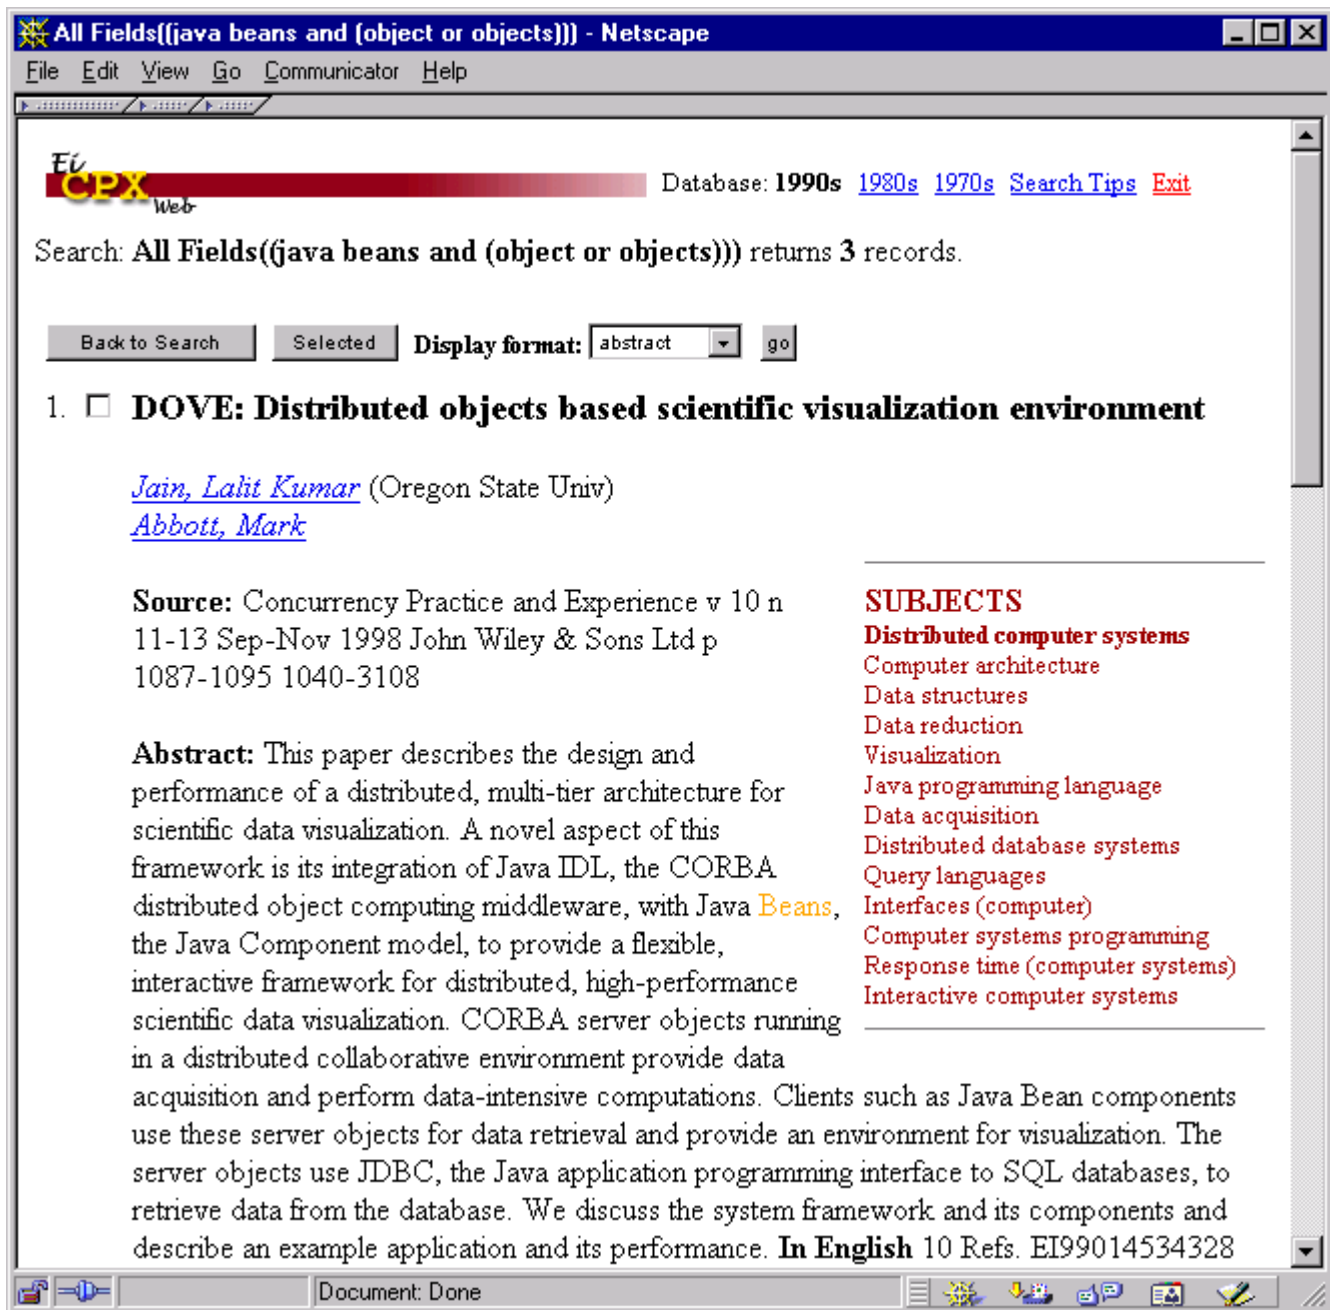 All Fields((java beans and (object or objects))) - Netscape
File Edit View Go Communicator Help
Ei
CPX
Web
Database: 1990s 1980s 1970s Search Tips Exit
Search: All Fields((java beans and (object or objects))) returns 3 records.
Back to Search Selected Display format: abstract go
1. DOVE: Distributed objects based scientific visualization environment
Jain, Lalit Kumar (Oregon State Univ)
Abbott, Mark
Source: Concurrency Practice and Experience v 10 n
11-13 Sep-Nov 1998 John Wiley & Sons Ltd p
1087-1095 1040-3108
Abstract: This paper describes the design and
performance of a distributed, multi-tier architecture for
scientific data visualization. A novel aspect of this
framework is its integration of Java IDL, the CORBA
distributed object computing middleware, with Java Beans,
the Java Component model, to provide a flexible,
interactive framework for distributed, high-performance
scientific data visualization. CORBA server objects running
in a distributed collaborative environment provide data
acquisition and perform data-intensive computations. Clients such as Java Bean components
use these server objects for data retrieval and provide an environment for visualization. The
server objects use JDBC, the Java application programming interface to SQL databases, to
retrieve data from the database. We discuss the system framework and its components and
describe an example application and its performance. In English 10 Refs. EI99014534328
SUBJECTS
Distributed computer systems
Computer architecture
Data structures
Data reduction
Visualization
Java programming language
Data acquisition
Distributed database systems
Query languages
Interfaces (computer)
Computer systems programming
Response time (computer systems)
Interactive computer systems
Document: Done